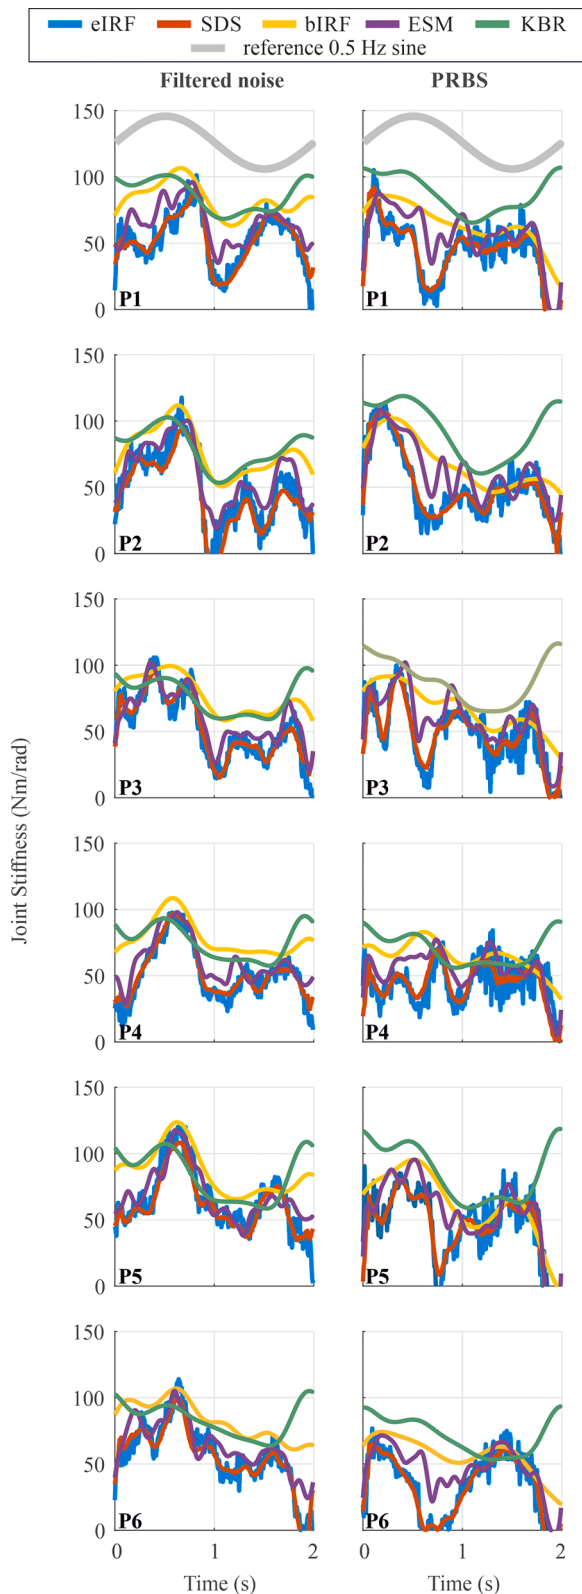 eIRF SDS bIRF ESM KBR
reference 0.5 Hz sine
Filtered noise PRBS
150
100
50
0
P1 P1
150
100
50
0
P2 P2
150
100
50
0
P3 P3
Joint Stiffness (Nm/rad)
150
100
50
0
P4 P4
150
100
50
0
P5 P5
150
100
50
0
P6 P6
0 1 2 0 1 2
Time (s) Time (s)